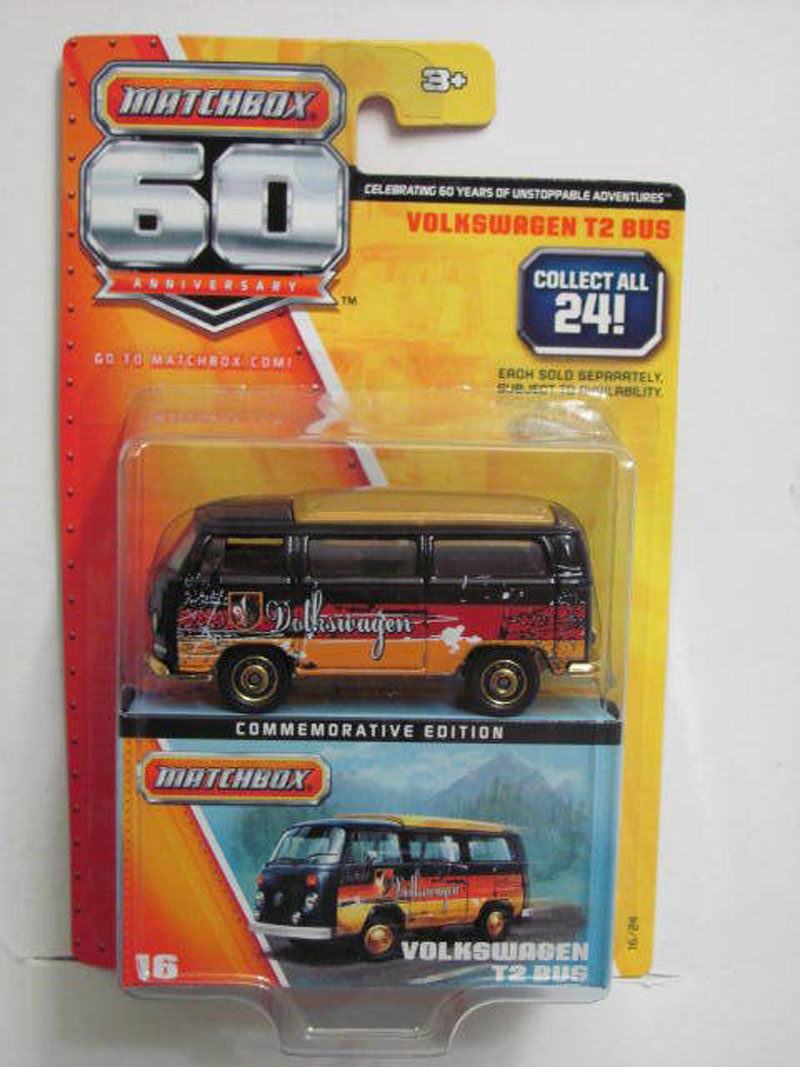 3+
MATCHBOX
60
ANNIVERSARY
™
CELEBRATING 60 YEARS OF UNSTOPPABLE ADVENTURES™
VOLKSWAGEN T2 BUS
COLLECT ALL
24!
GO TO MATCHBOX.COM!
EACH SOLD SEPARATELY.
SUBJECT TO AVAILABILITY.
Volkswagen
COMMEMORATIVE EDITION
MATCHBOX
Volkswagen
16
VOLKSWAGEN
T2 BUS
16/24